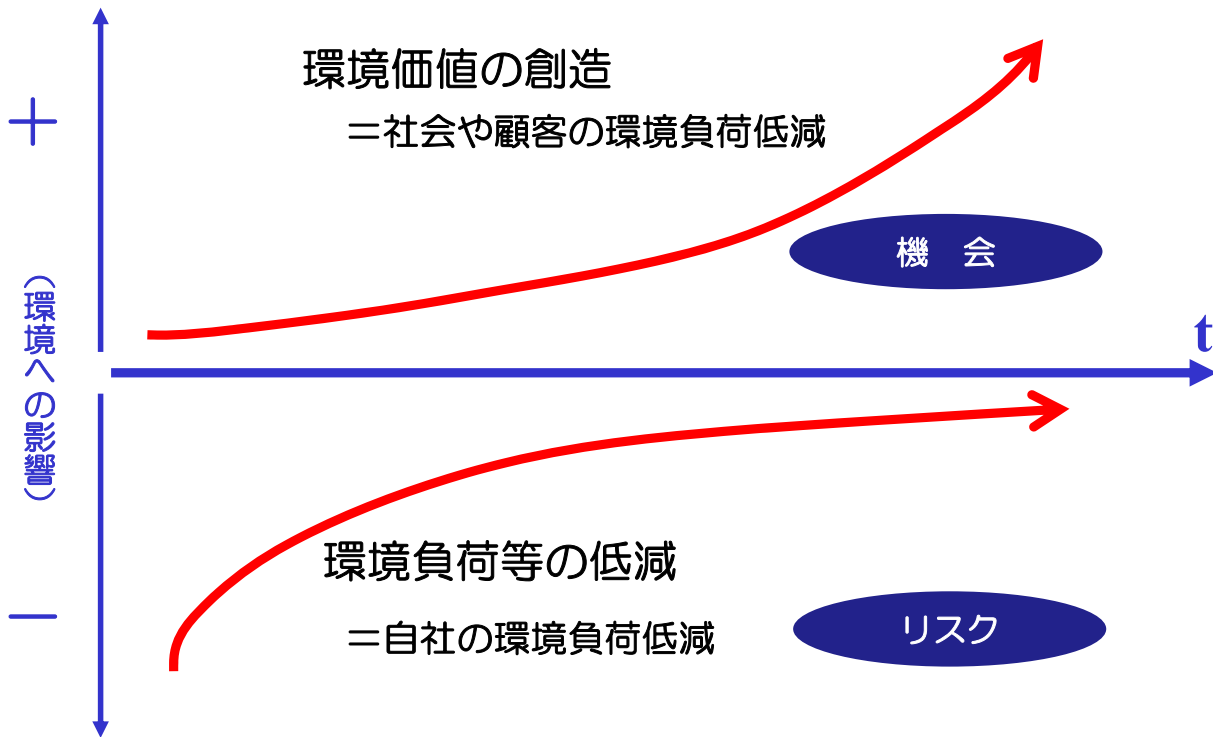 環境価値の創造
=社会や顧客の環境負荷低減
+
機 会
(環境への影響)
t
環境負荷等の低減
=自社の環境負荷低減
−
リスク